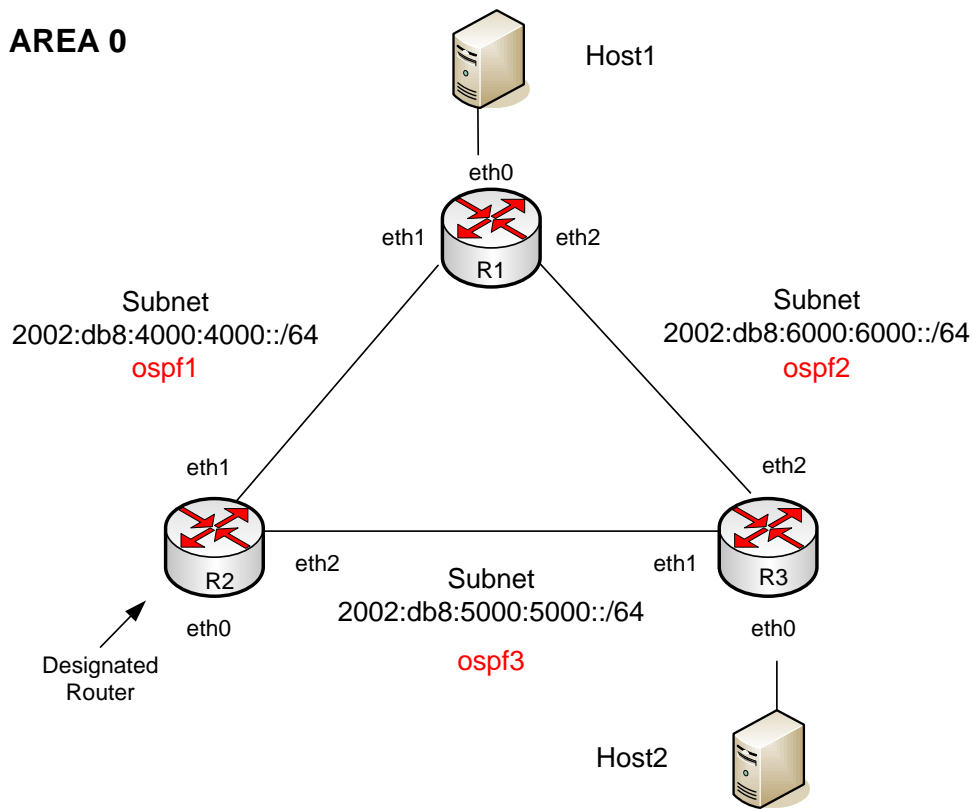 AREA 0
Host1
eth0
eth1
eth2
R1
Subnet
2002:db8:4000:4000::/64
ospf1
Subnet
2002:db8:6000:6000::/64
ospf2
eth1
eth2
R2
eth2
eth1
R3
Subnet
2002:db8:5000:5000::/64
ospf3
eth0
eth0
Designated
Router
Host2